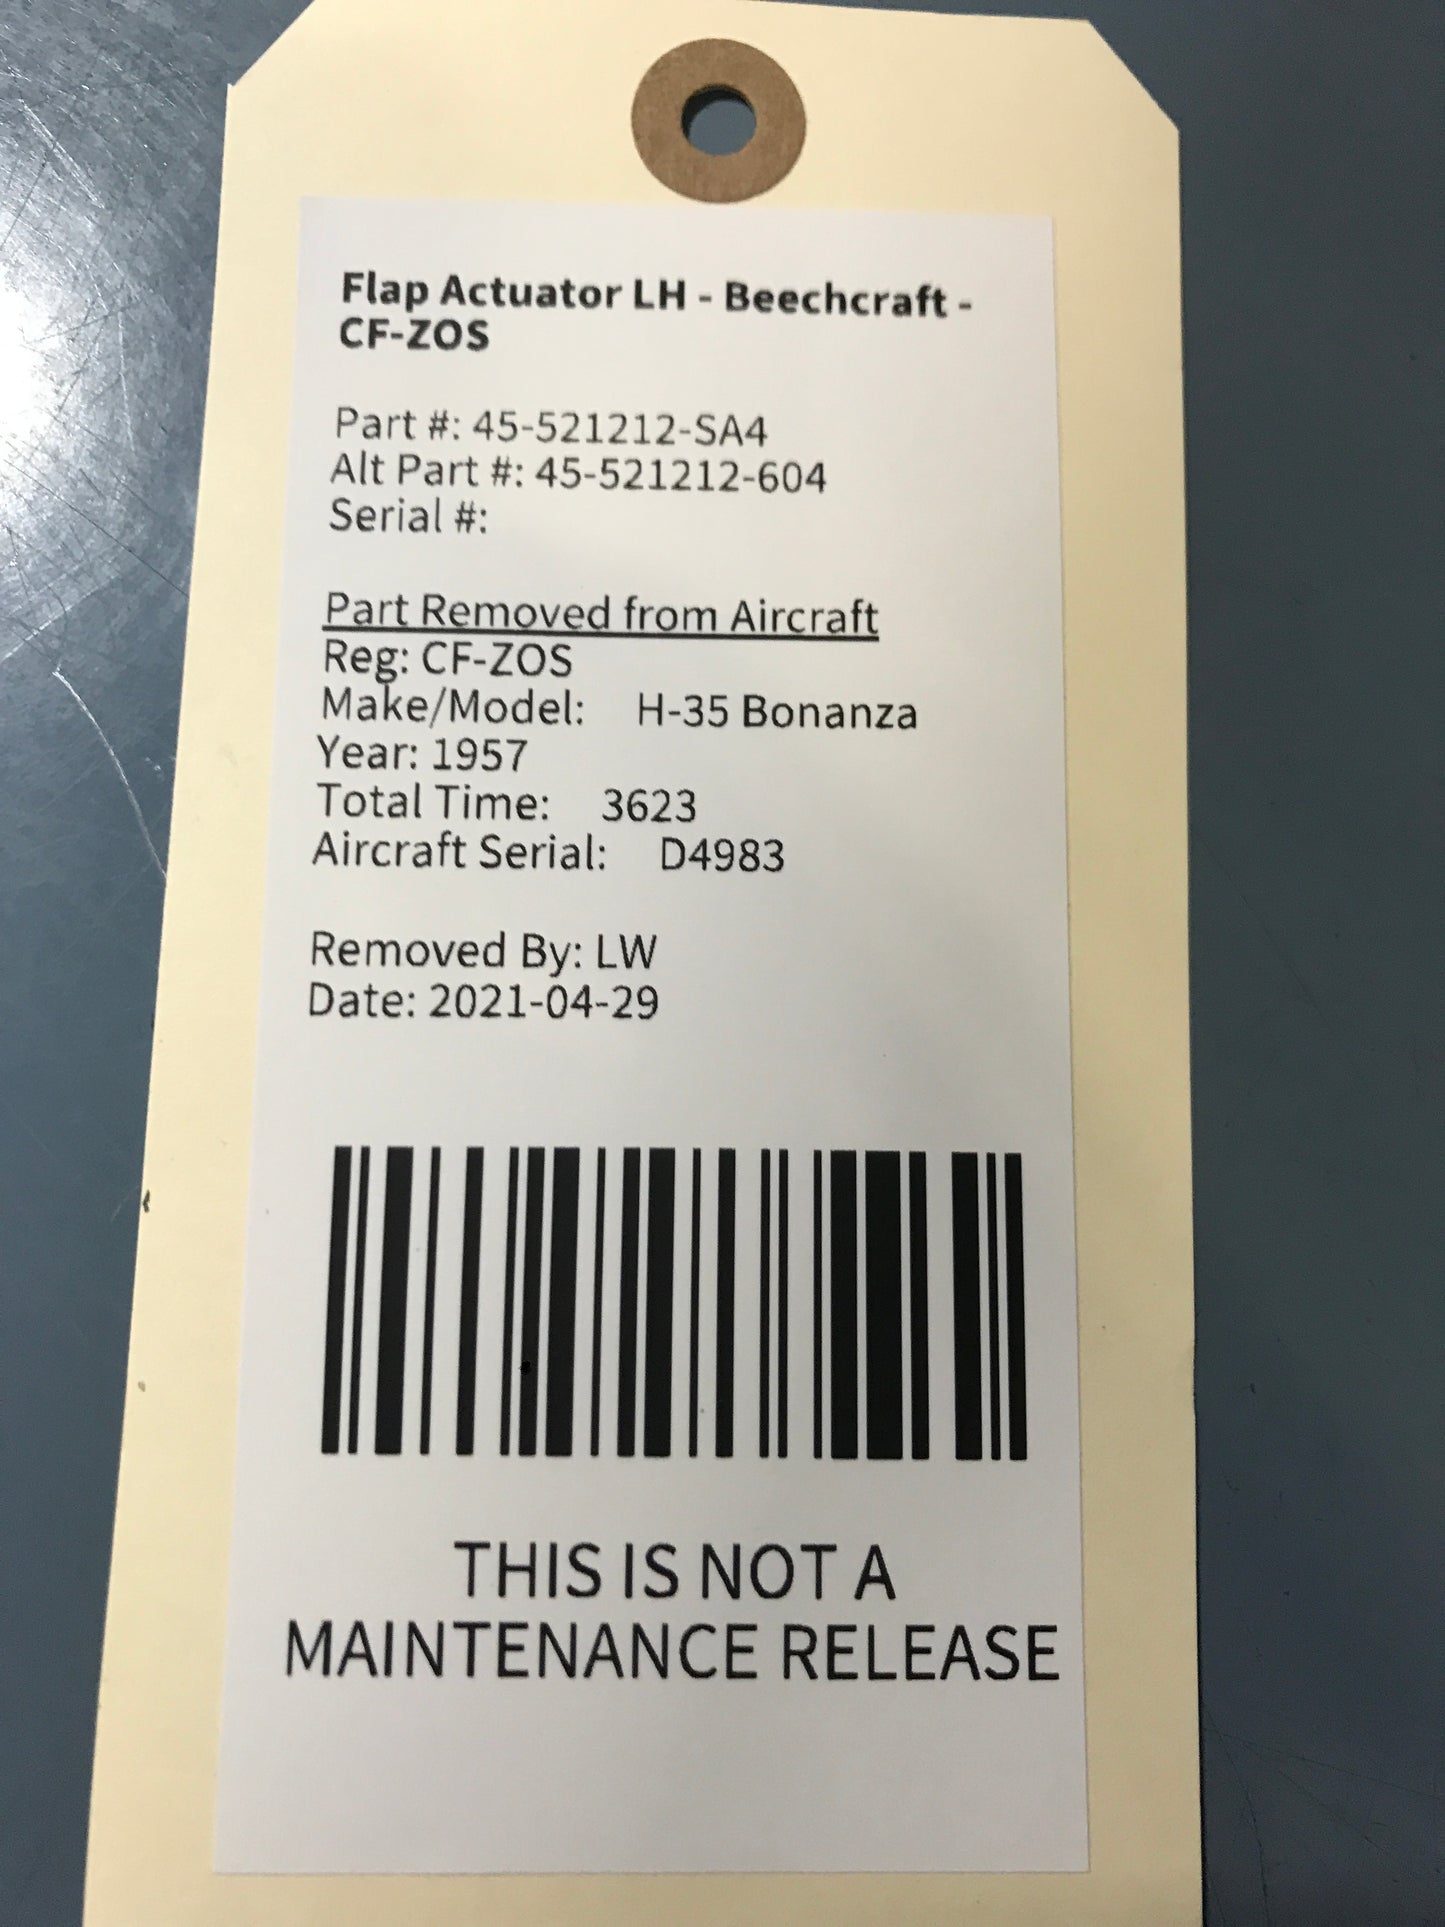 Flap Actuator LH - Beechcraft -
CF-ZOS
Part #: 45-521212-SA4
Alt Part #: 45-521212-604
Serial #:
Part Removed from Aircraft
Reg: CF-ZOS
Make/Model: H-35 Bonanza
Year: 1957
Total Time: 3623
Aircraft Serial: D4983
Removed By: LW
Date: 2021-04-29
THIS IS NOT A
MAINTENANCE RELEASE